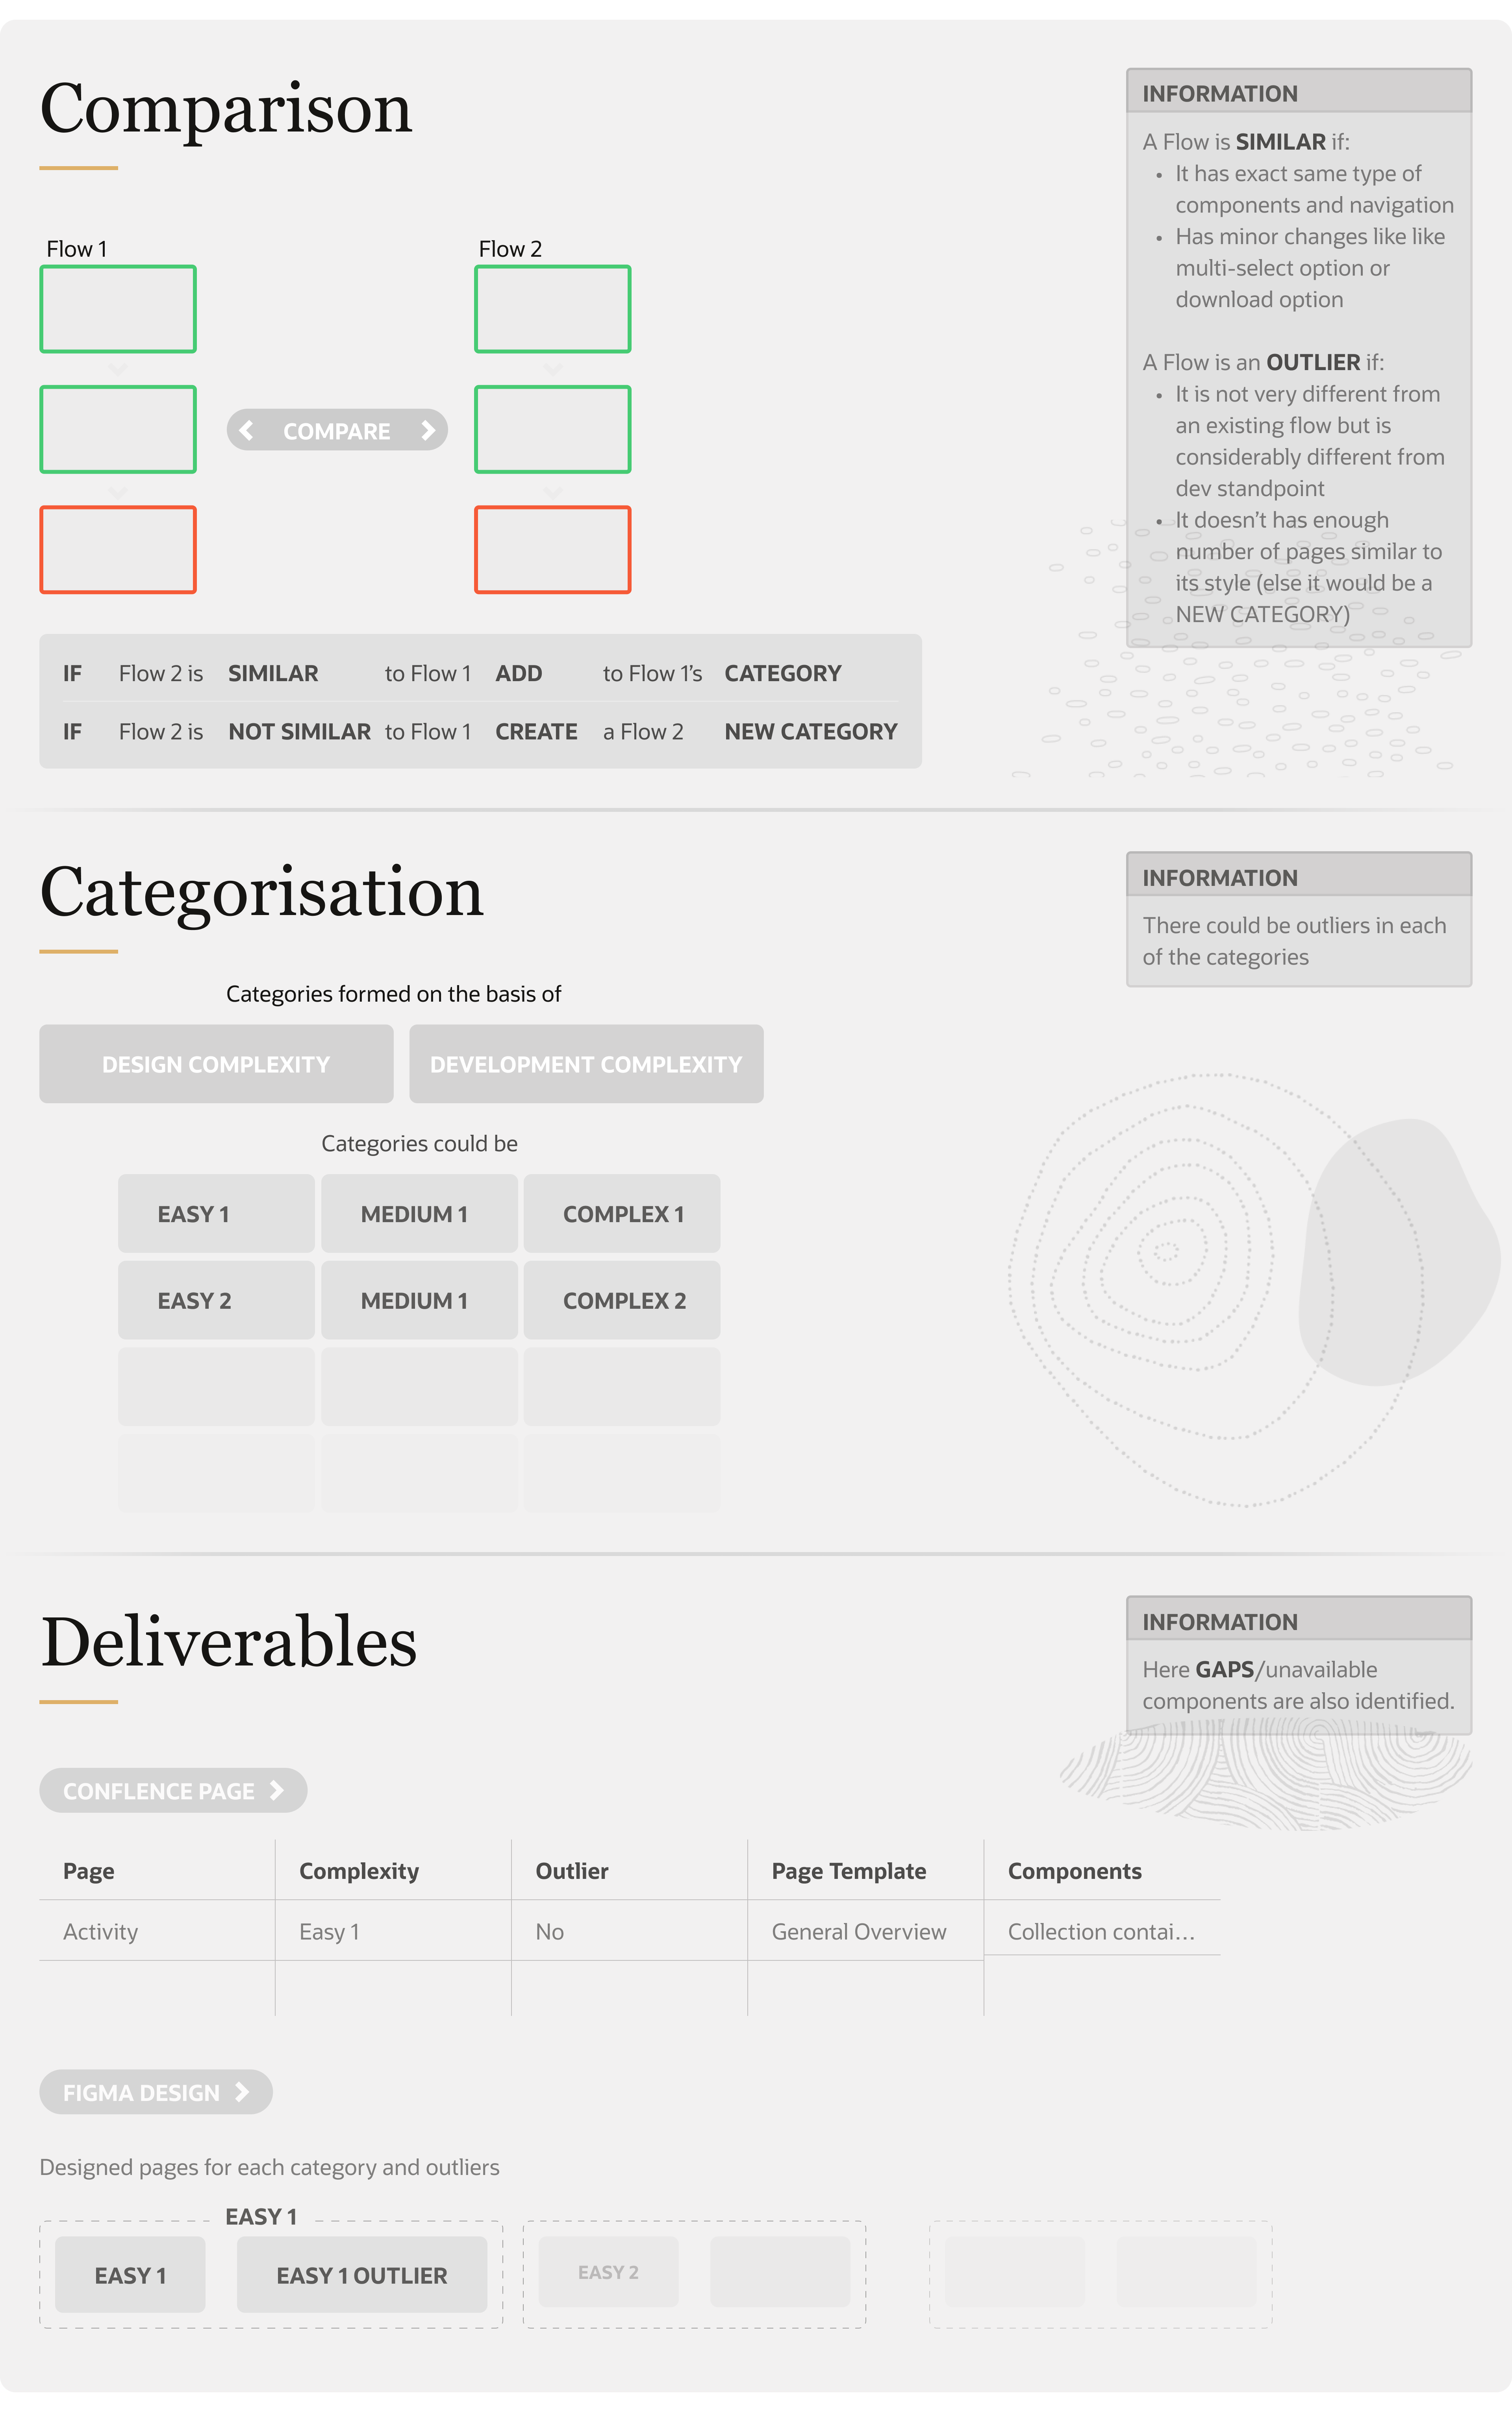 Comparison
INFORMATION
A Flow is SIMILAR if:
• It has exact same type of
components and navigation
• Has minor changes like like
multi-select option or
download option
A Flow is an OUTLIER if:
• It is not very different from
an existing flow but is
considerably different from
dev standpoint
• It doesn’t has enough
number of pages similar to
its style (else it would be a
NEW CATEGORY)
Flow 1
Flow 2
COMPARE
IF Flow 2 is SIMILAR to Flow 1 ADD to Flow 1’s CATEGORY
IF Flow 2 is NOT SIMILAR to Flow 1 CREATE a Flow 2 NEW CATEGORY
Categorisation
INFORMATION
There could be outliers in each
of the categories
Categories formed on the basis of
DESIGN COMPLEXITY DEVELOPMENT COMPLEXITY
Categories could be
EASY 1 MEDIUM 1 COMPLEX 1
EASY 2 MEDIUM 1 COMPLEX 2
Deliverables
INFORMATION
Here GAPS/unavailable
components are also identified.
CONFLENCE PAGE
Page Complexity Outlier Page Template Components
Activity Easy 1 No General Overview Collection contai...
FIGMA DESIGN
Designed pages for each category and outliers
EASY 1
EASY 1 EASY 1 OUTLIER EASY 2